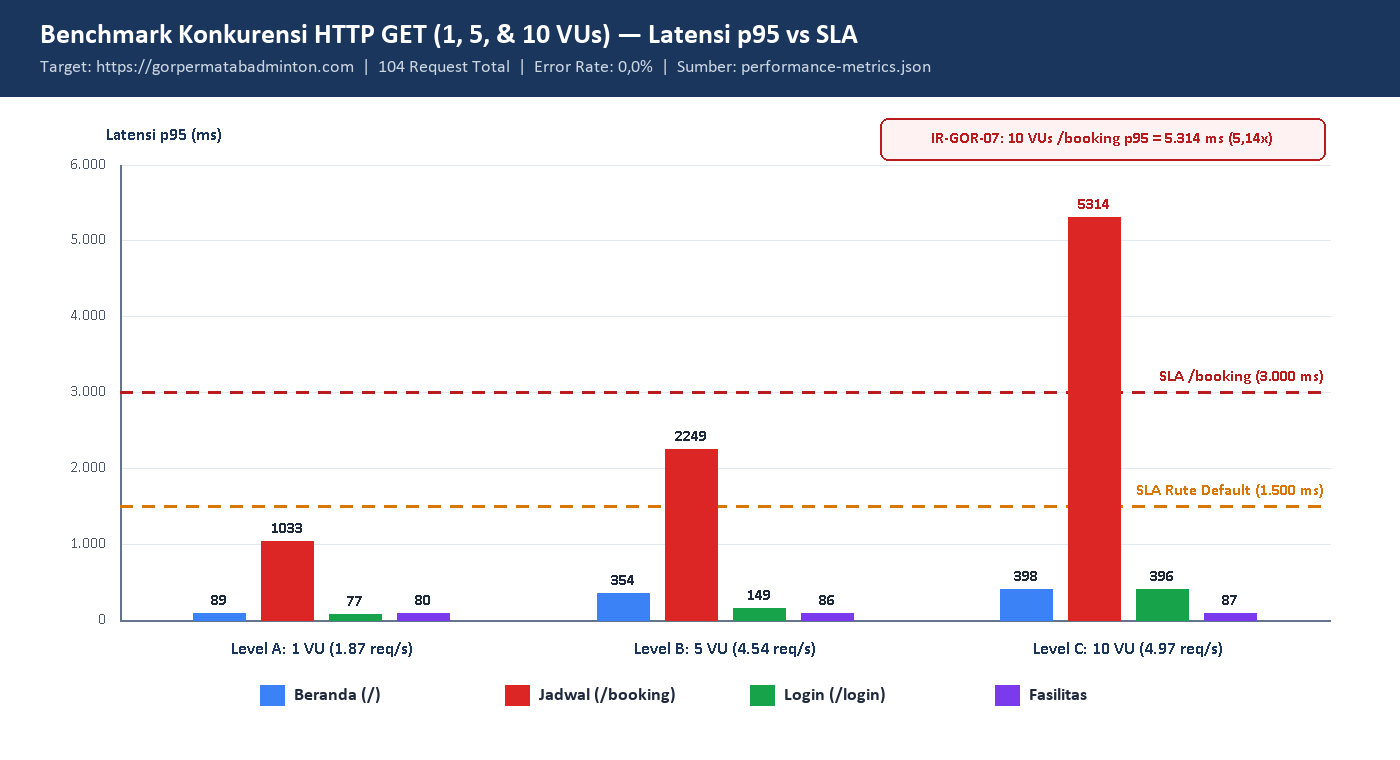 Benchmark Konkurensi HTTP GET (1, 5, & 10 VUs) — Latensi p95 vs SLA
Target: https://gorpermatabadminton.com | 104 Request Total | Error Rate: 0,0% | Sumber: performance-metrics.json
Latensi p95 (ms)
IR-GOR-07: 10 VUs /booking p95 = 5.314 ms (5,14x)
6.000
5.000
4.000
3.000
2.000
1.000
0
SLA /booking (3.000 ms)
SLA Rute Default (1.500 ms)
89
1033
77
80
354
2249
149
86
398
5314
396
87
Level A: 1 VU (1.87 req/s)
Level B: 5 VU (4.54 req/s)
Level C: 10 VU (4.97 req/s)
Beranda (/)
Jadwal (/booking)
Login (/login)
Fasilitas